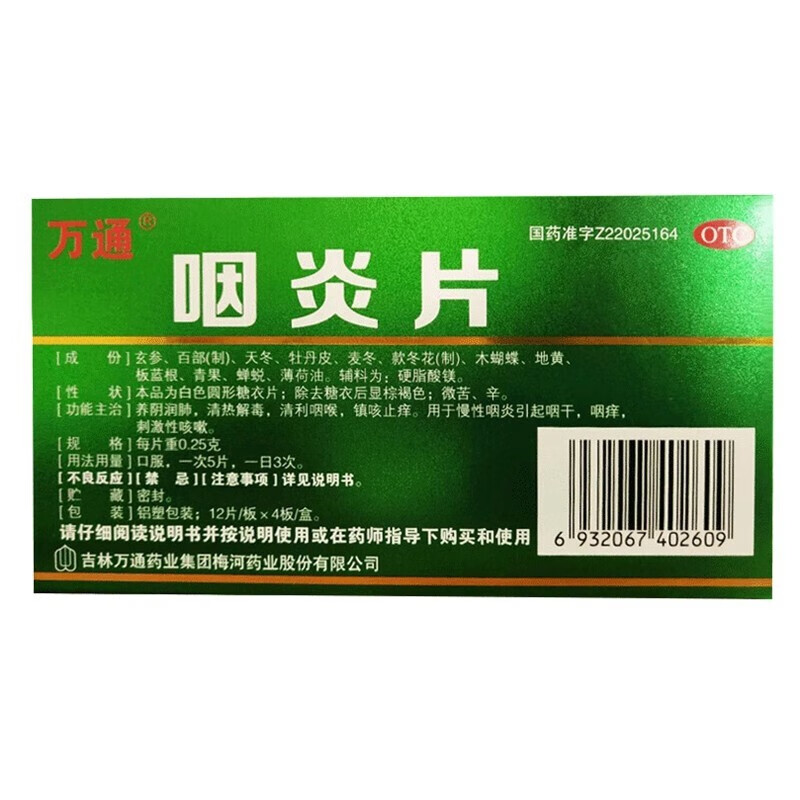 万通®
国药准字Z22025164 OTC
咽炎片
[成 份]玄参、百部(制)、天冬、牡丹皮、麦冬、款冬花(制)、木蝴蝶、地黄、
板蓝根、青果、蝉蜕、薄荷油。辅料为：硬脂酸镁。
[性 状]本品为白色圆形糖衣片；除去糖衣后显棕褐色；微苦、辛。
[功能主治]养阴润肺，清热解毒，清利咽喉，镇咳止痒。用于慢性咽炎引起咽干，咽痒，
刺激性咳嗽。
[规 格]每片重0.25克
[用法用量]口服，一次5片，一日3次。
[不良反应][禁 忌][注意事项]详见说明书。
[贮 藏]密封。
[包 装]铝塑包装；12片/板×4板/盒。
请仔细阅读说明书并按说明使用或在药师指导下购买和使用
吉林万通药业集团梅河药业股份有限公司
6 932067 402609